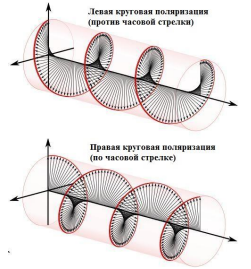 Левая круговая поляризация
(против часовой стрелки)
Правая круговая поляризация
(по часовой стрелке)